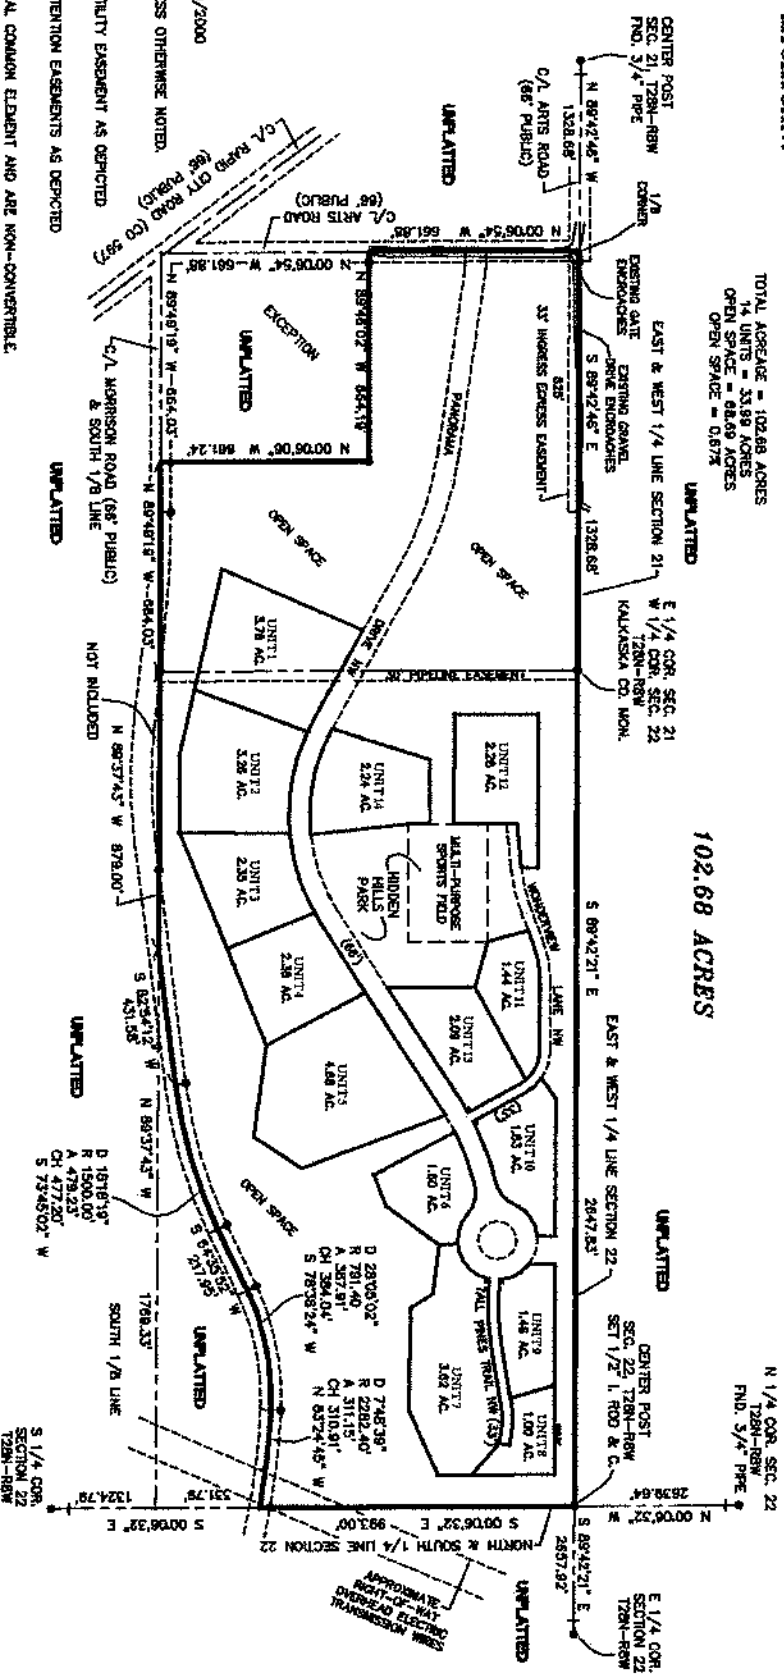 /2000
SS OTHERWISE NOTED.
TILITY EASEMENT AS DEPICTED
TENTION EASEMENTS AS DEPICTED
AL COMMON ELEMENT AND ARE NON-CONVERTIBLE.
TOTAL ACREAGE = 102.68 ACRES
14 UNITS = 33.99 ACRES
OPEN SPACE = 68.69 ACRES
OPEN SPACE = 0.67%
102.68 ACRES
CENTER POST
SEC. 21, T28N-R8W
FND. 3/4" PIPE
N 89°42'46" W
1328.68'
C/L ARTS ROAD
(66' PUBLIC)
1/8
CORNER
EXISTING GATE
ENCROACHES
EXISTING GRAVEL
DRIVE ENCROACHES
EAST & WEST 1/4 LINE SECTION 21
S 89°42'46" E
1328.68'
825'
33' INGRESS EGRESS EASEMENT
UNPLATTED
E 1/4 COR. SEC. 21
W 1/4 COR. SEC. 22
T28N-R8W
KALKASKA CO. MON.
S 89°42'21" E
EAST & WEST 1/4 LINE SECTION 22
2647.83'
UNPLATTED
CENTER POST
SEC. 22, T28N-R8W
SET 1/2" I. ROD & C.
N 1/4 COR. SEC. 22
T28N-R8W
FND. 3/4" PIPE
2639.64'
N 00°06'32" W
S 89°42'21" E
2657.92'
E 1/4 COR.
SECTION 22
T28N-R8W
UNPLATTED
C/L ARTS ROAD
(66' PUBLIC)
N 00°06'54" W
661.88'
N 00°06'54" W 661.88'
C/L RAPID CITY ROAD (CO 597)
(66' PUBLIC)
EXCEPTION
UNPLATTED
N 89°46'02" W 664.19'
N 00°06'06" W 661.24'
N 89°49'19" W 664.03'
C/L MORRISON ROAD (66' PUBLIC)
& SOUTH 1/8 LINE
UNPLATTED
N 89°49'19" W 664.03'
NOT INCLUDED
N 89°37'43" W 879.00'
PANORAMA
DRIVE NW
(66')
OPEN SPACE
OPEN SPACE
PIPELINE EASEMENT
UNIT 1
3.78 AC.
UNIT 2
3.26 AC.
UNIT 3
2.35 AC.
UNIT 4
2.38 AC.
UNIT 5
4.68 AC.
UNIT 6
1.60 AC.
UNIT 7
3.62 AC.
UNIT 8
1.00 AC.
UNIT 9
1.46 AC.
UNIT 10
1.83 AC.
UNIT 11
1.44 AC.
UNIT 12
2.26 AC.
UNIT 13
2.09 AC.
UNIT 14
2.24 AC.
MULTI-PURPOSE
SPORTS FIELD
HIDDEN
HILLS
PARK
WONDERVIEW
LANE NW
TALL PINES TRAIL NW (33')
OPEN SPACE
UNPLATTED
S 82°54'12" W
431.58'
N 89°37'43" W
1769.33'
D 18°18'19"
R 1500.00'
A 479.23'
CH 477.20'
S 73°45'02" W
S 64°35'52" W
217.95'
D 28°05'02"
R 791.40'
A 387.91'
CH 384.04'
S 78°38'24" W
D 7°48'39"
R 2282.40'
A 311.15'
CH 310.91'
N 83°24'45" W
UNPLATTED
SOUTH 1/8 LINE
S 00°06'32" E
993.00'
NORTH & SOUTH 1/4 LINE SECTION 22
331.79'
1324.79'
S 00°06'32" E
S 1/4 COR.
SECTION 22
T28N-R8W
APPROXIMATE
RIGHT-OF-WAY
OVERHEAD ELECTRIC
TRANSMISSION WIRES
UNPLATTED